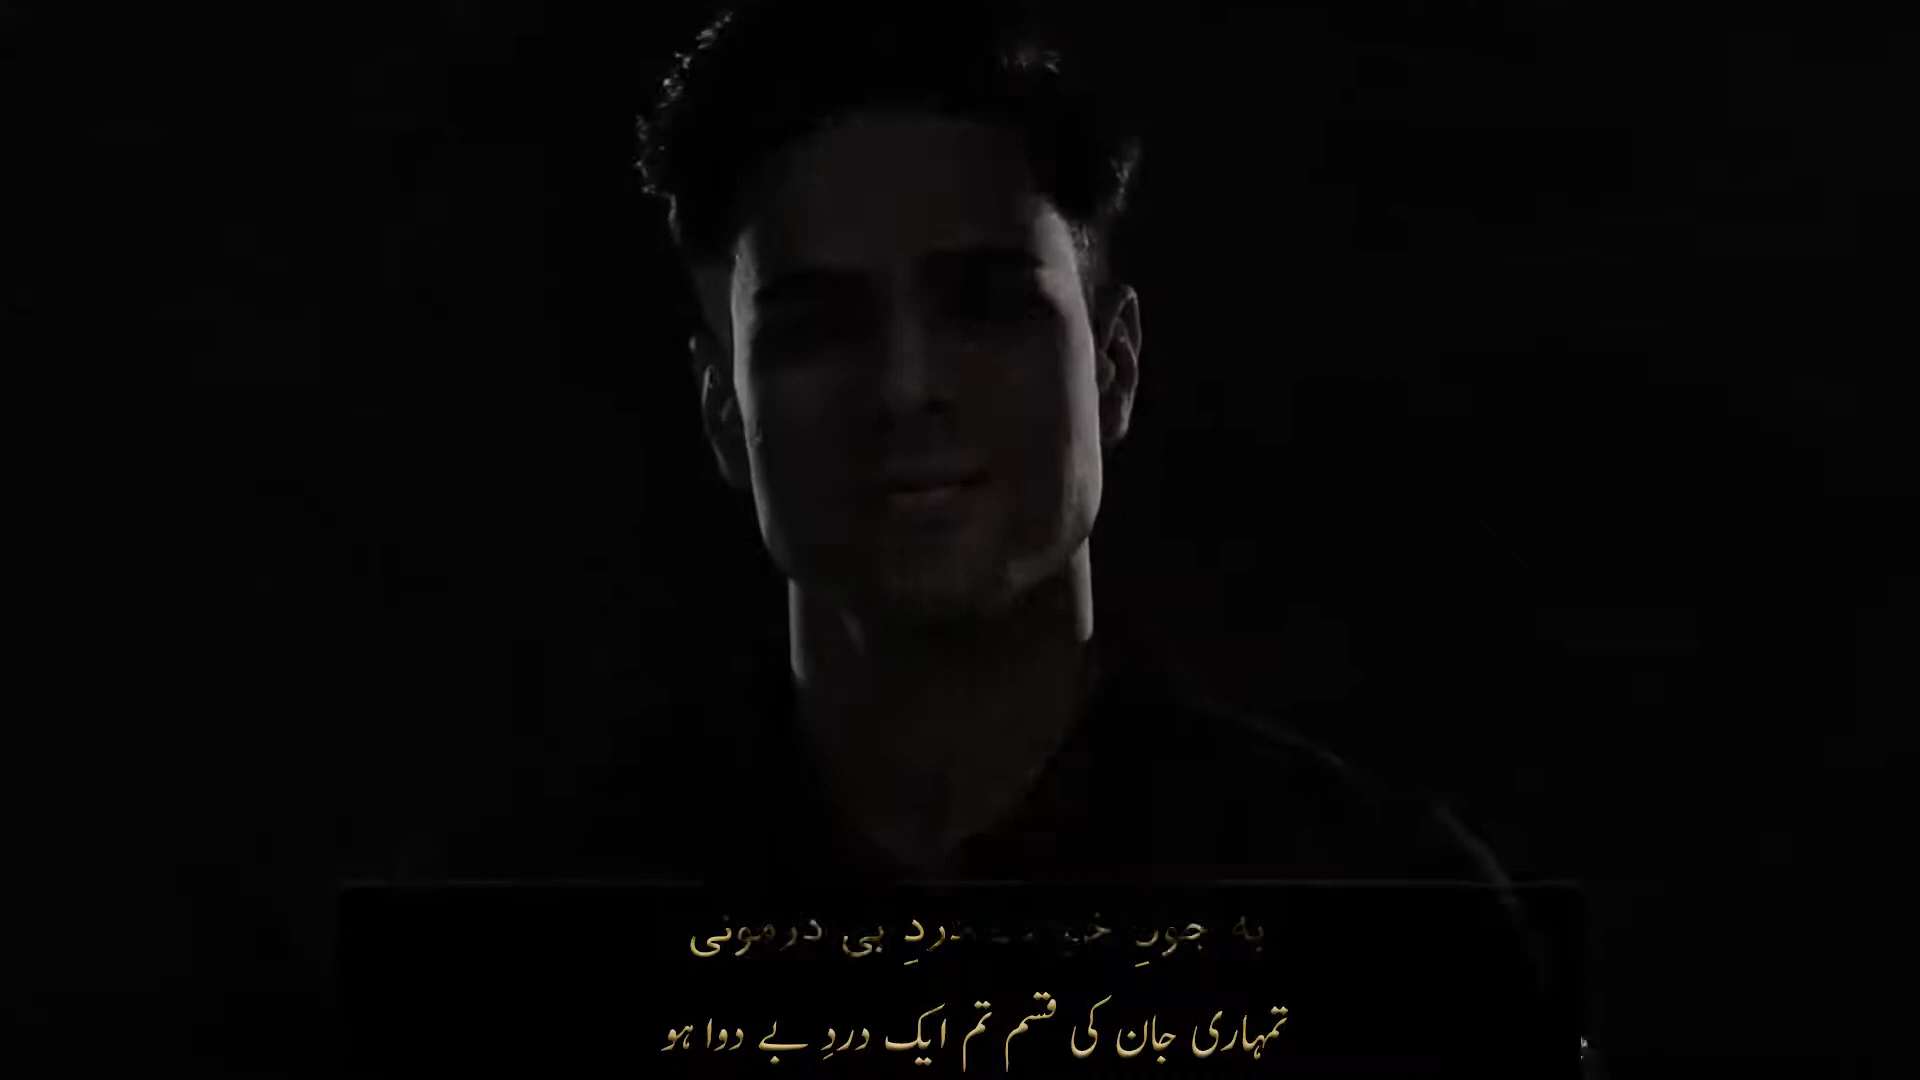 به جونِ دردِ بی درمونی
تمہاری جان کی قسم تم ایک دردِ بے دوا ہو